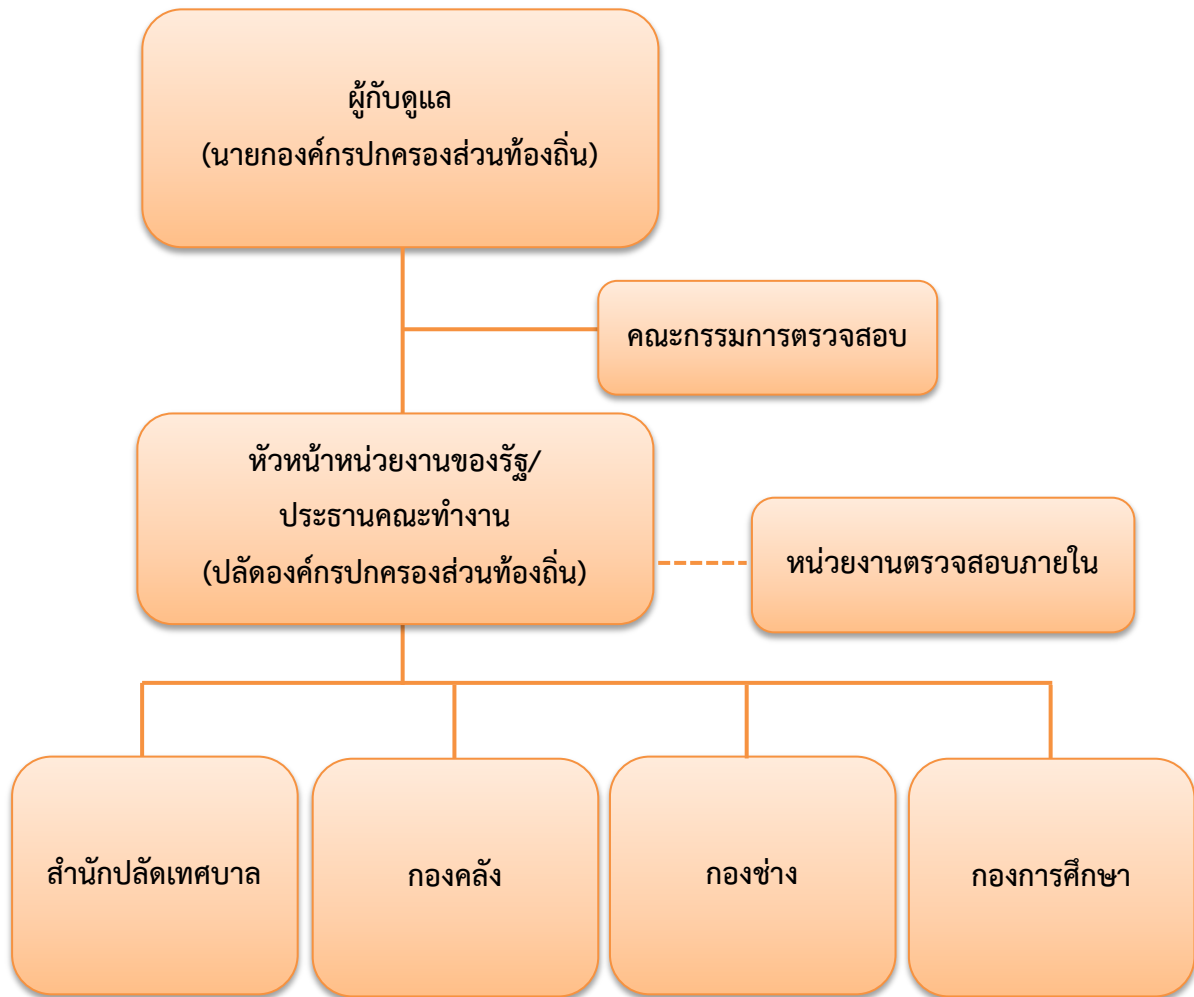 ผู้กับดูแล
(นายกองค์กรปกครองส่วนท้องถิ่น)
คณะกรรมการตรวจสอบ
หัวหน้าหน่วยงานของรัฐ/
ประธานคณะทำงาน
(ปลัดองค์กรปกครองส่วนท้องถิ่น)
หน่วยงานตรวจสอบภายใน
สำนักปลัดเทศบาล
กองคลัง
กองช่าง
กองการศึกษา